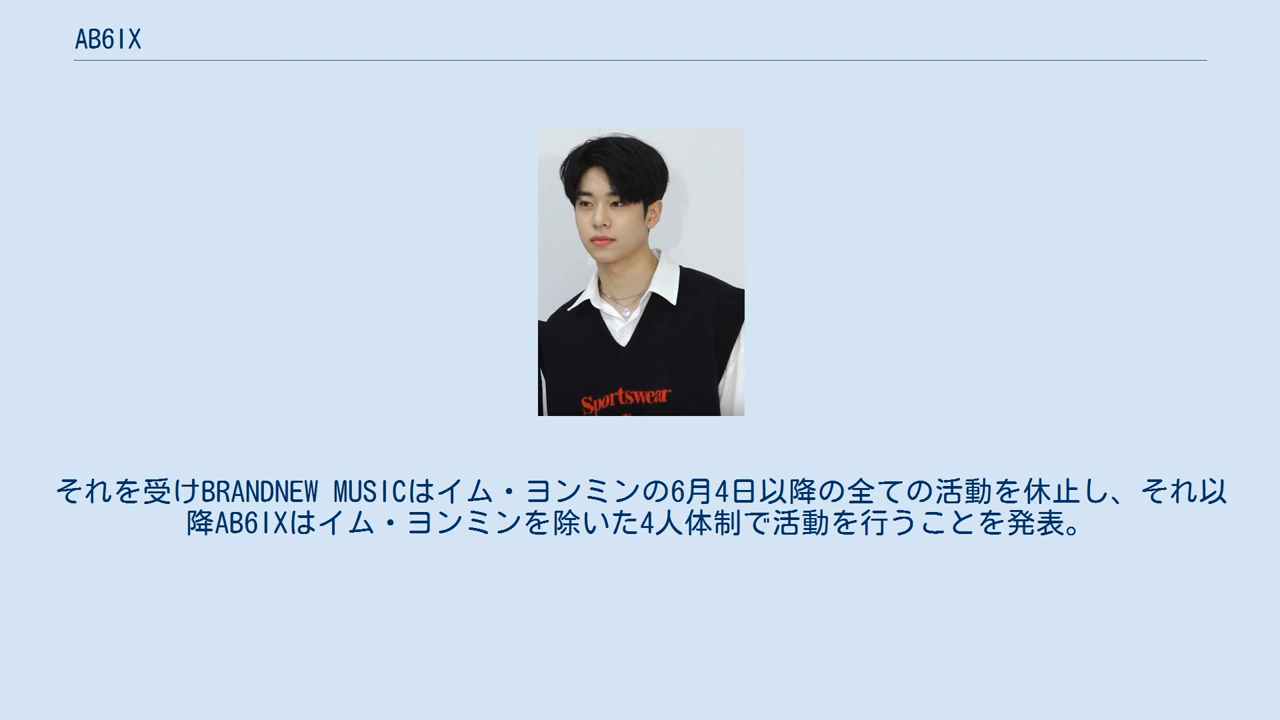 AB6IX
Sportswear
それを受けBRANDNEW MUSICはイム・ヨンミンの6月4日以降の全ての活動を休止し、それ以
降AB6IXはイム・ヨンミンを除いた4人体制で活動を行うことを発表。